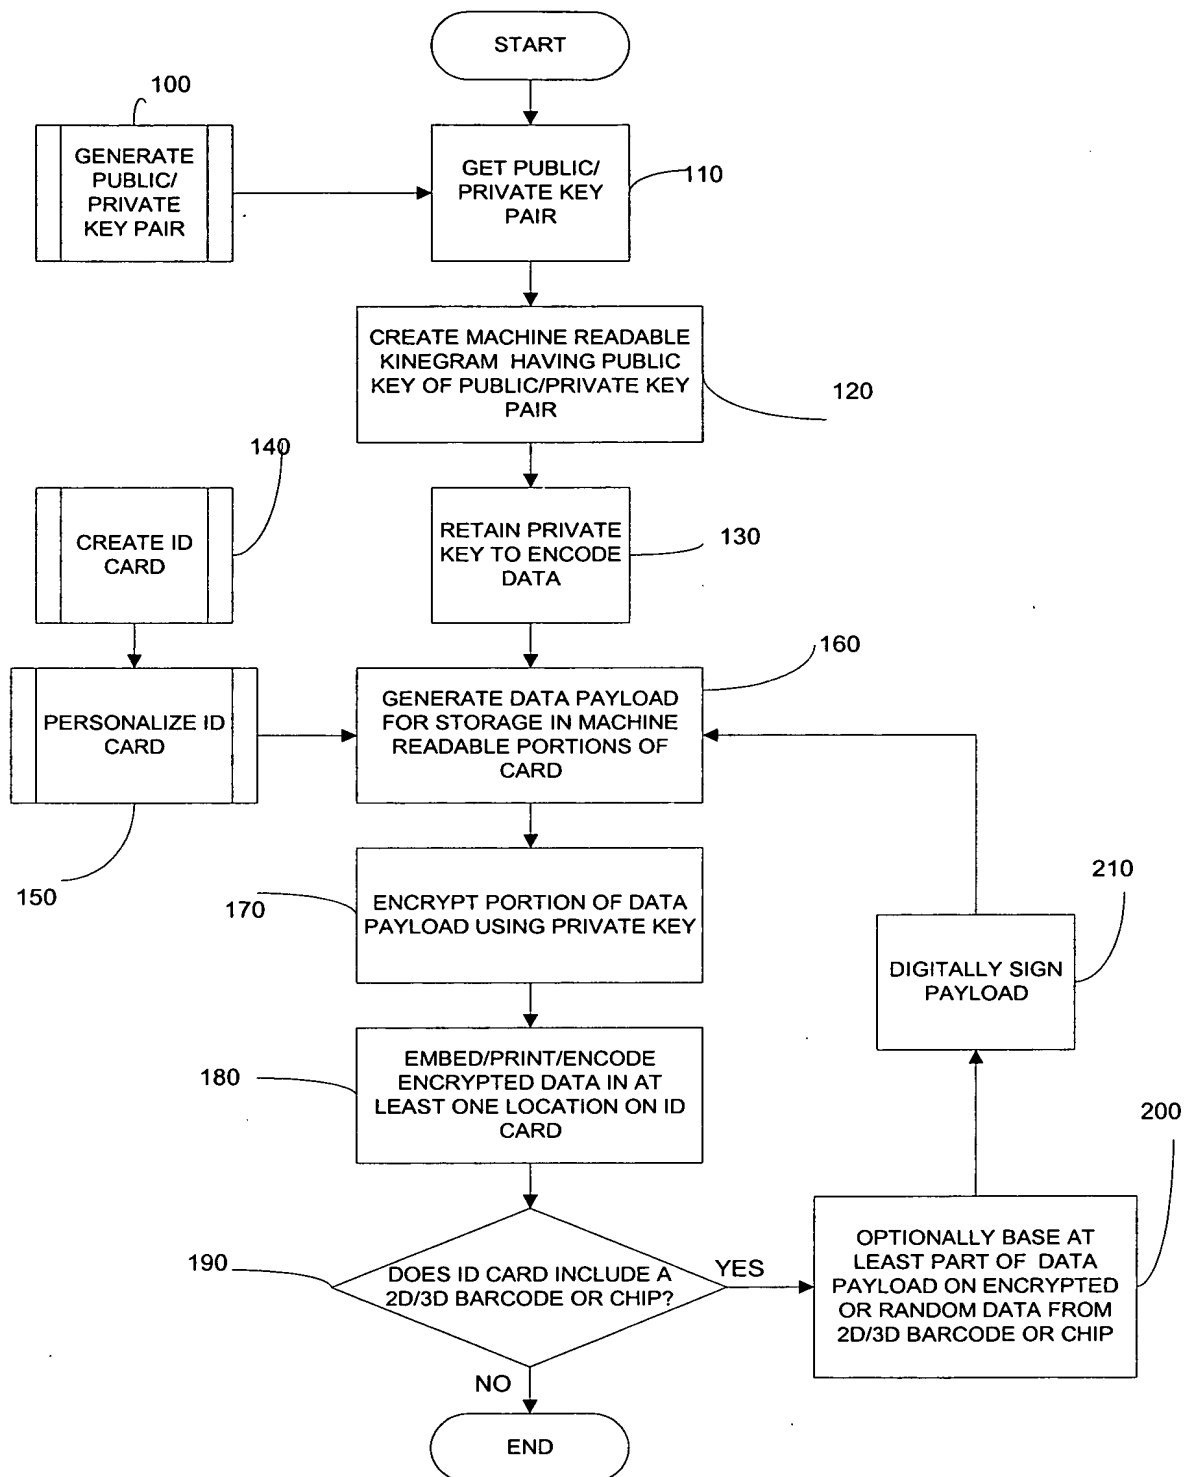 START
100
GENERATE
PUBLIC/
PRIVATE
KEY PAIR
GET PUBLIC/
PRIVATE KEY
PAIR
110
CREATE MACHINE READABLE
KINEGRAM HAVING PUBLIC
KEY OF PUBLIC/PRIVATE KEY
PAIR
120
140
CREATE ID
CARD
RETAIN PRIVATE
KEY TO ENCODE
DATA
130
160
PERSONALIZE ID
CARD
150
GENERATE DATA PAYLOAD
FOR STORAGE IN MACHINE
READABLE PORTIONS OF
CARD
170
ENCRYPT PORTION OF DATA
PAYLOAD USING PRIVATE KEY
210
DIGITALLY SIGN
PAYLOAD
180
EMBED/PRINT/ENCODE
ENCRYPTED DATA IN AT
LEAST ONE LOCATION ON ID
CARD
200
190
DOES ID CARD INCLUDE A
2D/3D BARCODE OR CHIP?
YES
OPTIONALLY BASE AT
LEAST PART OF DATA
PAYLOAD ON ENCRYPTED
OR RANDOM DATA FROM
2D/3D BARCODE OR CHIP
NO
END